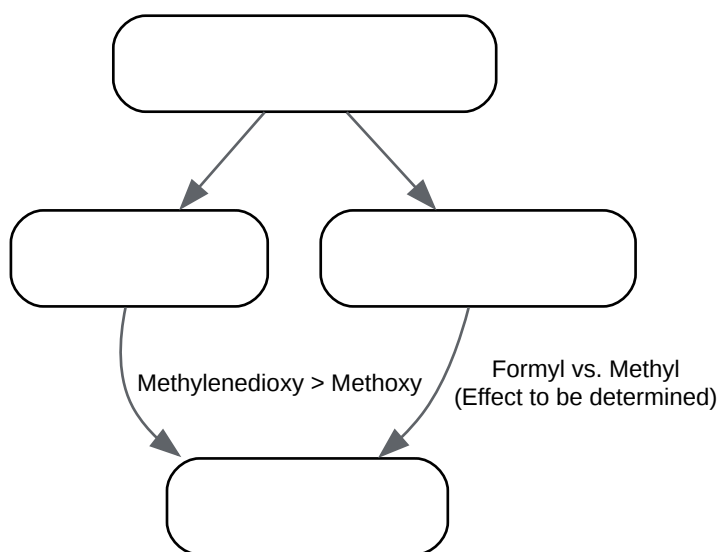 Methylenedioxy > Methoxy
Formyl vs. Methyl
(Effect to be determined)